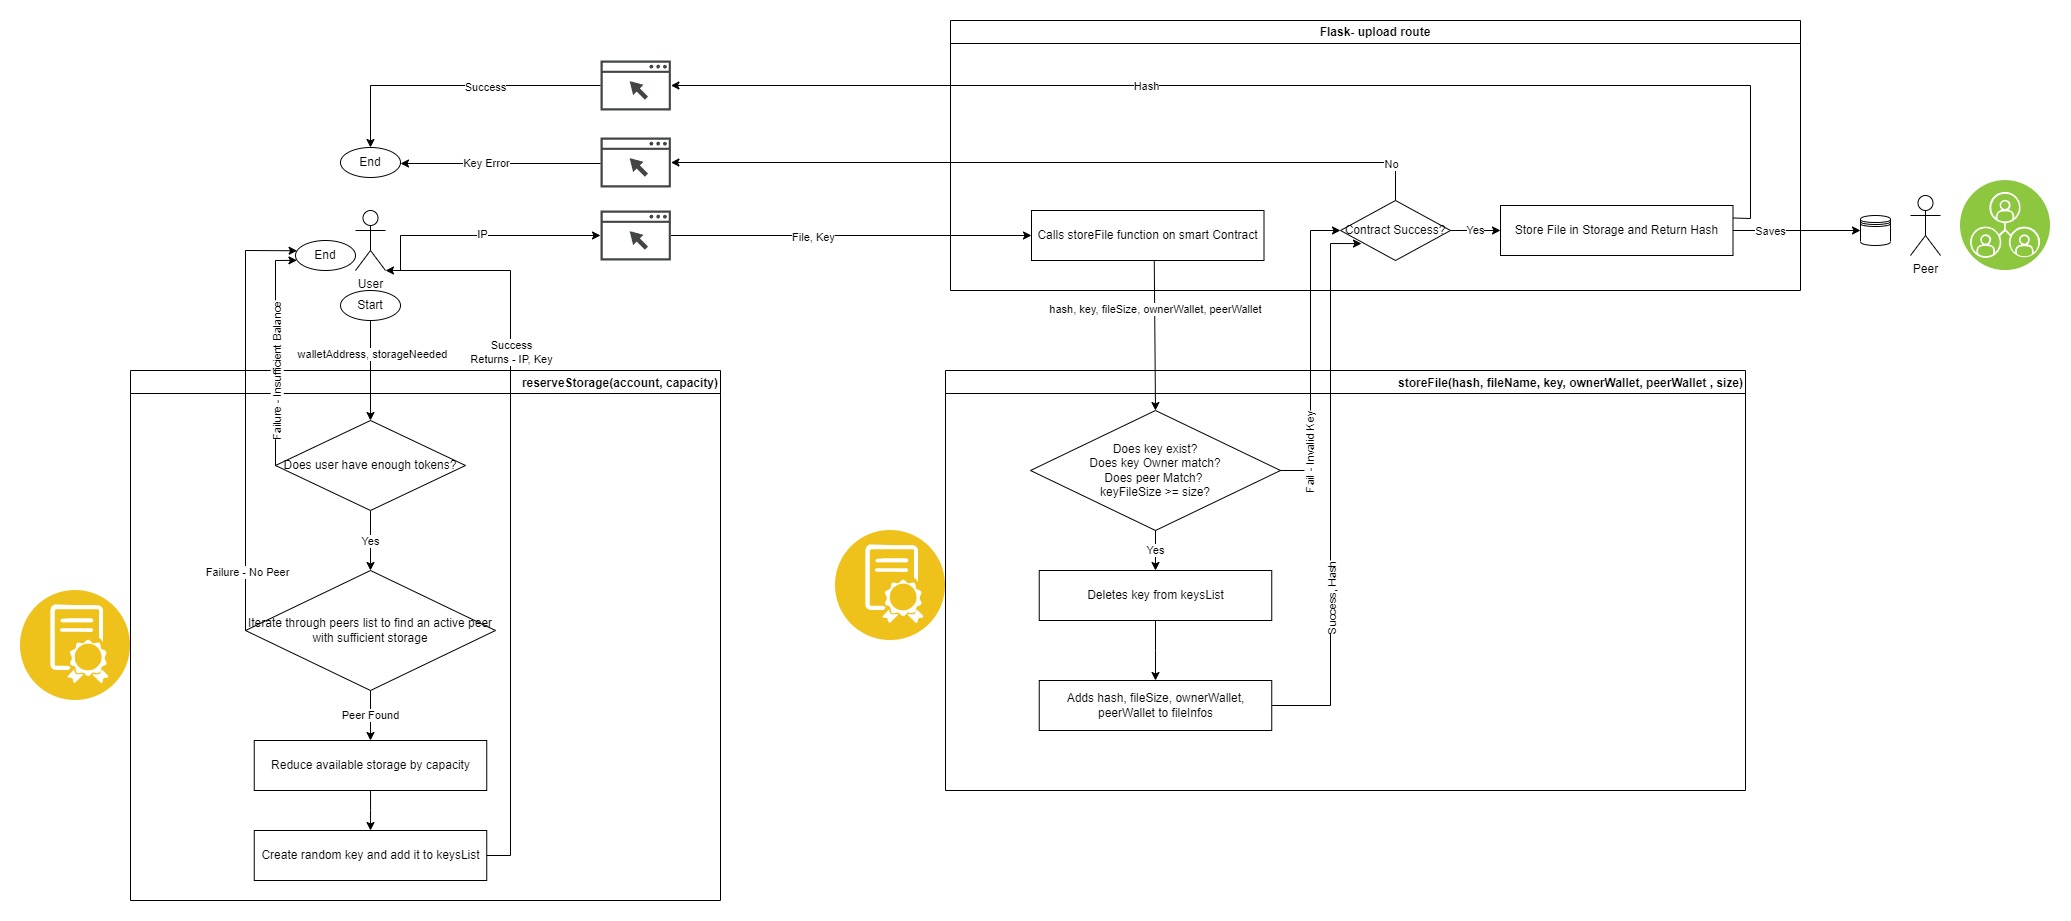 Flask- upload route
Success
Hash
End
Key Error
No
IP
File, Key
Calls storeFile function on smart Contract
Contract Success?
Yes
Store File in Storage and Return Hash
Saves
Peer
End
User
Start
hash, key, fileSize, ownerWallet, peerWallet
Failure - Insufficient Balance
walletAddress, storageNeeded
Success
Returns - IP, Key
reserveStorage(account, capacity)
Does user have enough tokens?
Yes
Failure - No Peer
Iterate through peers list to find an active peer
with sufficient storage
Peer Found
Reduce available storage by capacity
Create random key and add it to keysList
storeFile(hash, fileName, key, ownerWallet, peerWallet , size)
Does key exist?
Does key Owner match?
Does peer Match?
keyFileSize >= size?
Fail - Invalid Key
Yes
Deletes key from keysList
Success, Hash
Adds hash, fileSize, ownerWallet,
peerWallet to fileInfos